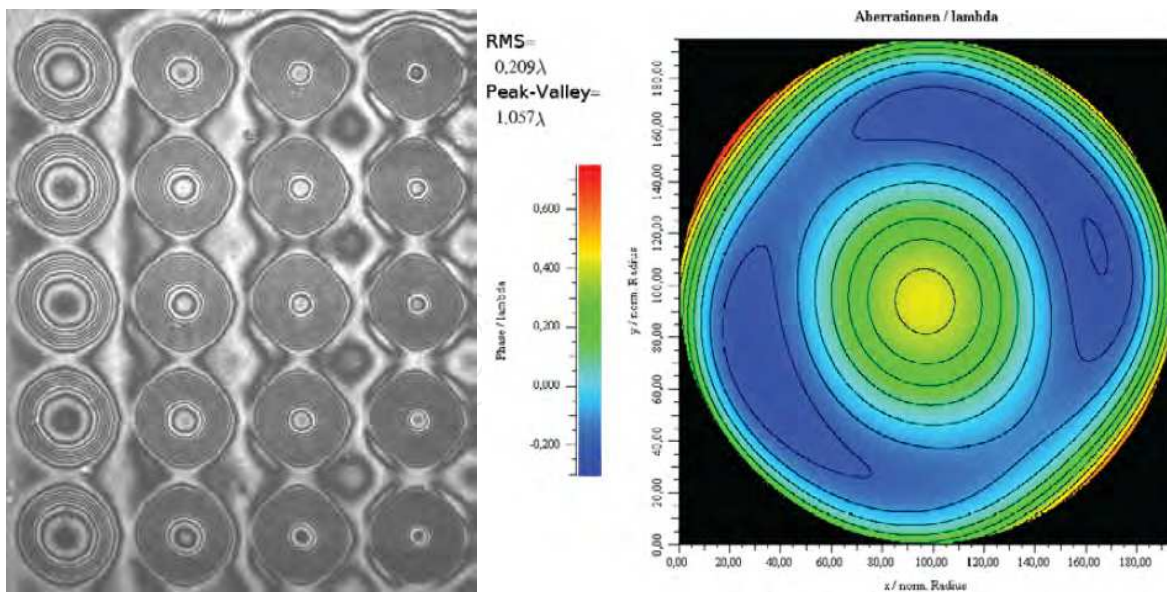 Aberrationen / lambda
RMS=
0,209λ
Peak-Valley=
1,057λ
Phase / lambda
0,600
0,400
0,200
0,000
-0,200
y / norm. Radius
180,00
160,00
140,00
120,00
100,00
80,00
60,00
40,00
20,00
0,00
0,00 20,00 40,00 60,00 80,00 100,00 120,00 140,00 160,00 180,00
x / norm. Radius